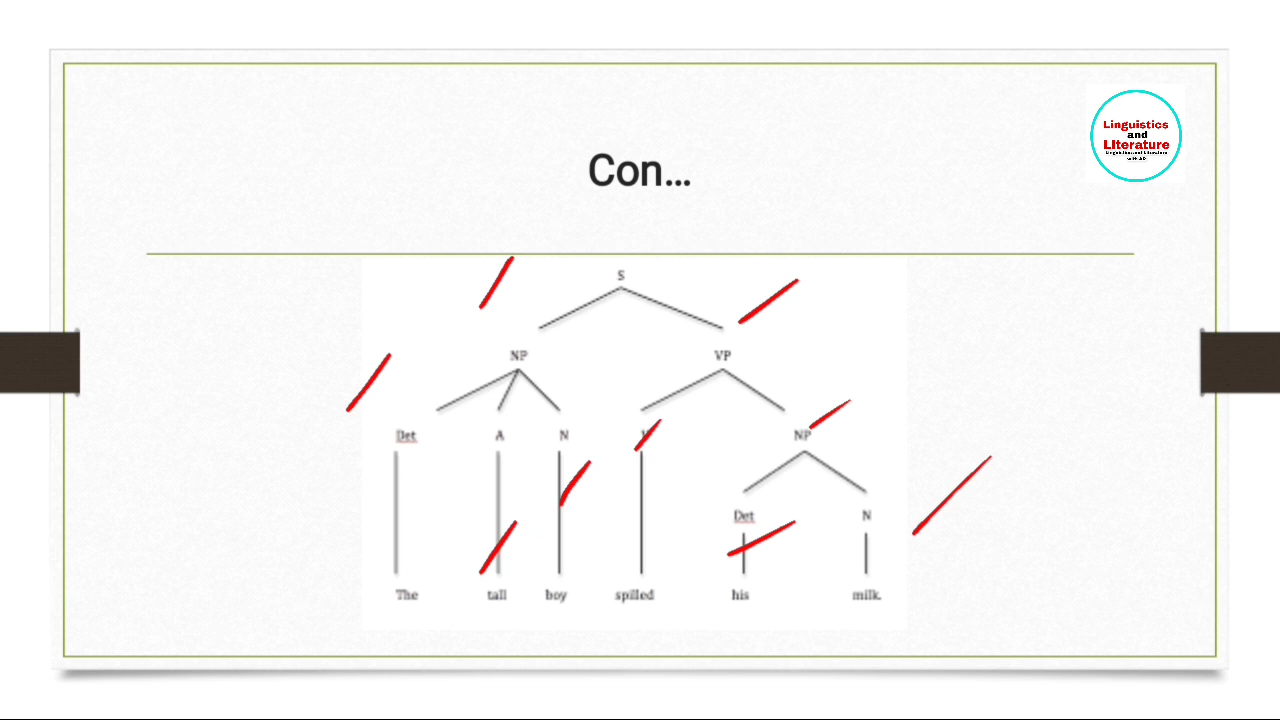 Linguistics
and
LIterature
Con...
S
NP VP
Det A N NP
Det N
The tall boy spilled his milk.